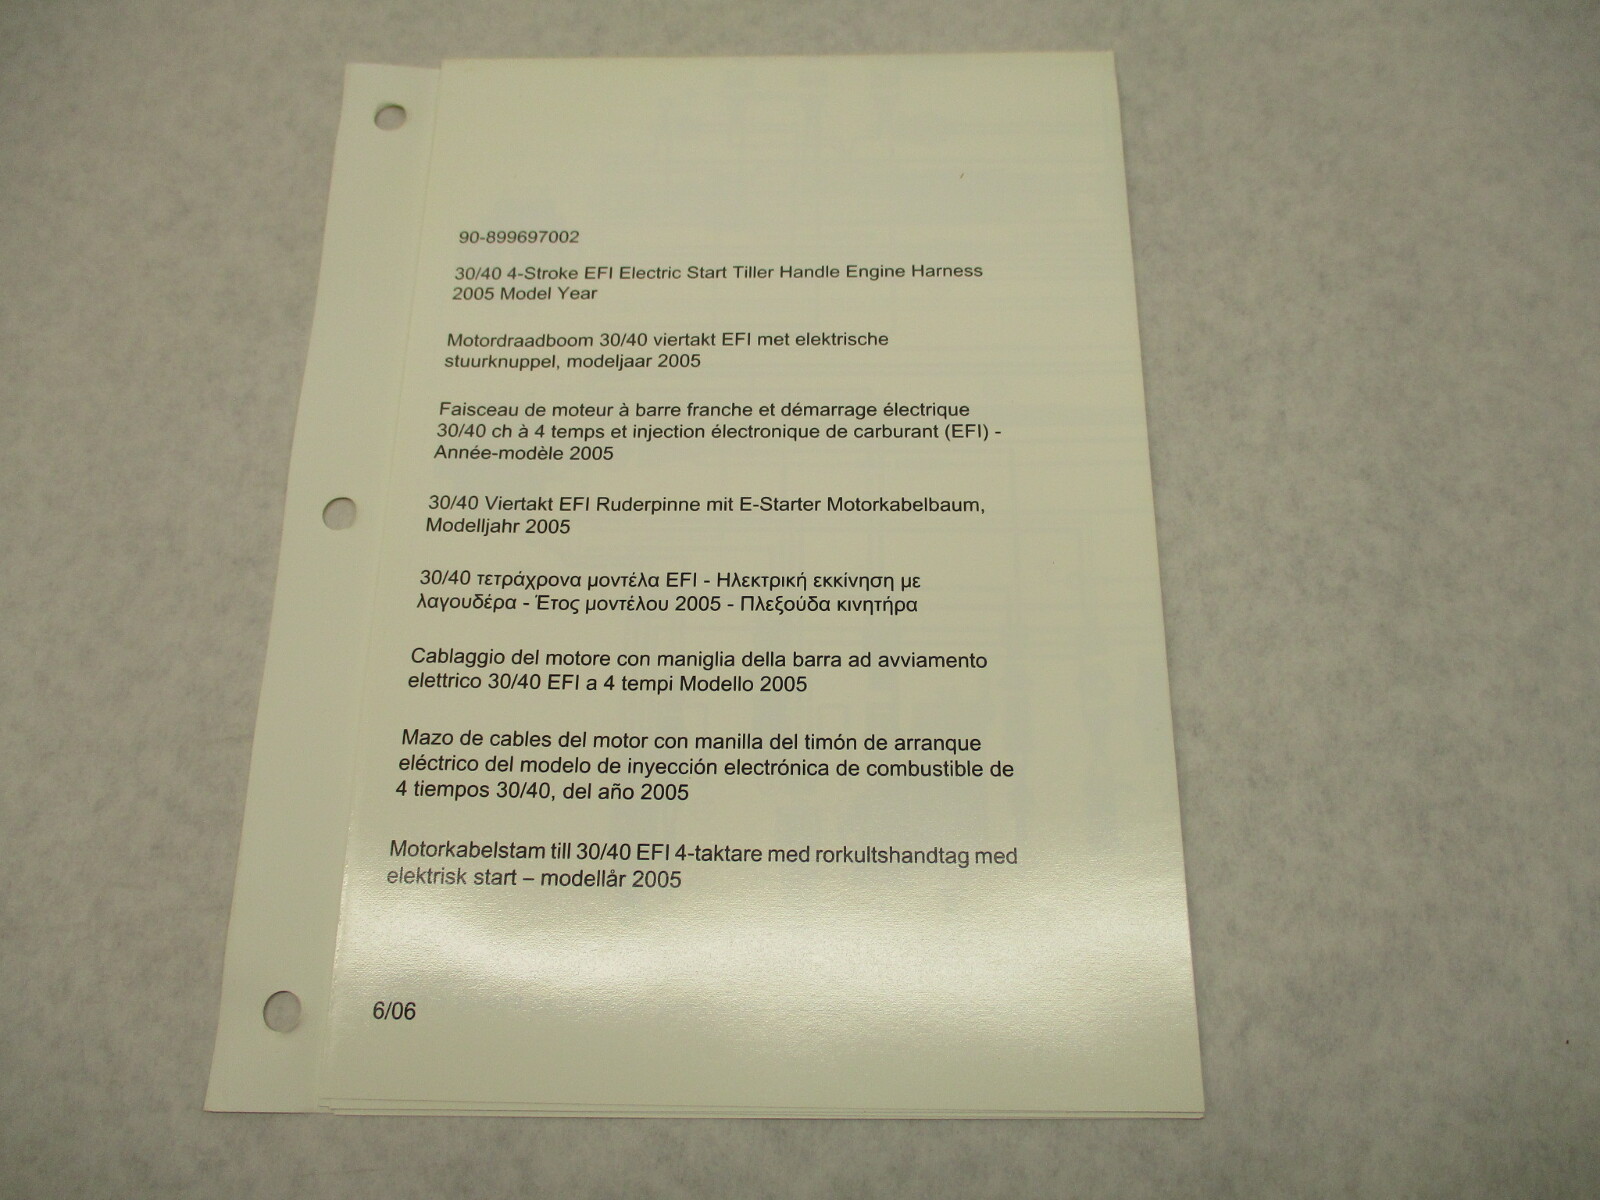 90-899697002
30/40 4-Stroke EFI Electric Start Tiller Handle Engine Harness
2005 Model Year
Motordraadboom 30/40 viertakt EFI met elektrische
stuurknuppel, modeljaar 2005
Faisceau de moteur à barre franche et démarrage électrique
30/40 ch à 4 temps et injection électronique de carburant (EFI) -
Année-modèle 2005
30/40 Viertakt EFI Ruderpinne mit E-Starter Motorkabelbaum,
Modelljahr 2005
30/40 τετράχρονα μοντέλα EFI - Ηλεκτρική εκκίνηση με
λαγουδέρα - Έτος μοντέλου 2005 - Πλεξούδα κινητήρα
Cablaggio del motore con maniglia della barra ad avviamento
elettrico 30/40 EFI a 4 tempi Modello 2005
Mazo de cables del motor con manilla del timón de arranque
eléctrico del modelo de inyección electrónica de combustible de
4 tiempos 30/40, del año 2005
Motorkabelstam till 30/40 EFI 4-taktare med rorkultshandtag med
elektrisk start – modellår 2005
6/06